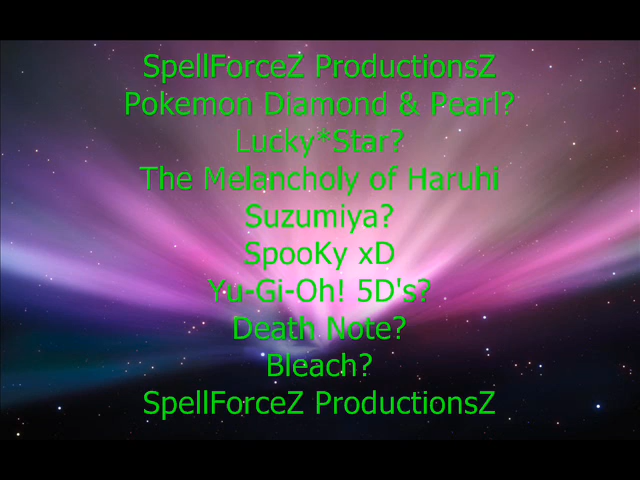 SpellForceZ ProductionsZ
Pokemon Diamond & Pearl?
Lucky*Star?
The Melancholy of Haruhi
Suzumiya?
SpooKy xD
Yu-Gi-Oh! 5D's?
Death Note?
Bleach?
SpellForceZ ProductionsZ